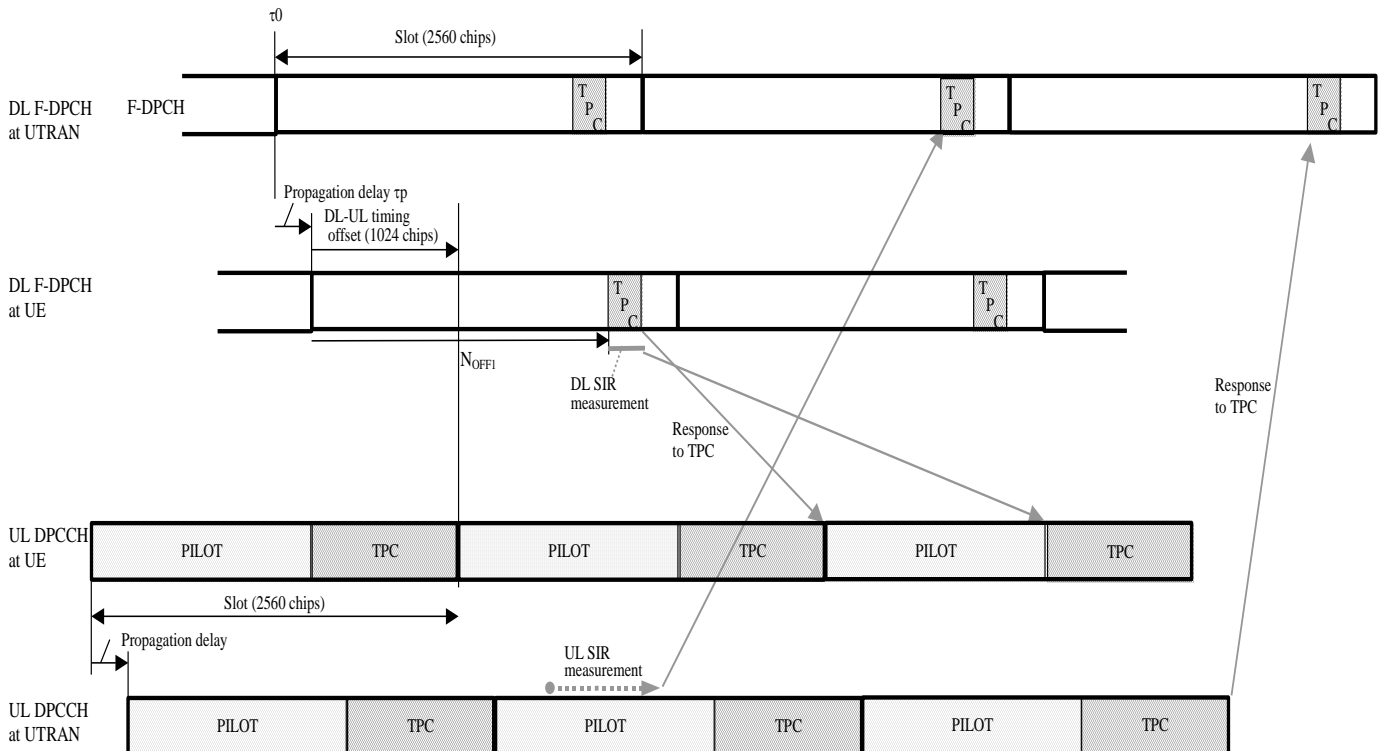 τ0
Slot (2560 chips)
DL F-DPCH
at UTRAN
F-DPCH
T
P
C
T
P
C
T
P
C
Propagation delay τp
DL-UL timing
offset (1024 chips)
DL F-DPCH
at UE
T
P
C
T
P
C
NOFF1
DL SIR
measurement
Response
to TPC
Response
to TPC
UL DPCCH
at UE
PILOT
TPC
PILOT
TPC
PILOT
TPC
Slot (2560 chips)
Propagation delay
UL SIR
measurement
UL DPCCH
at UTRAN
PILOT
TPC
PILOT
TPC
PILOT
TPC